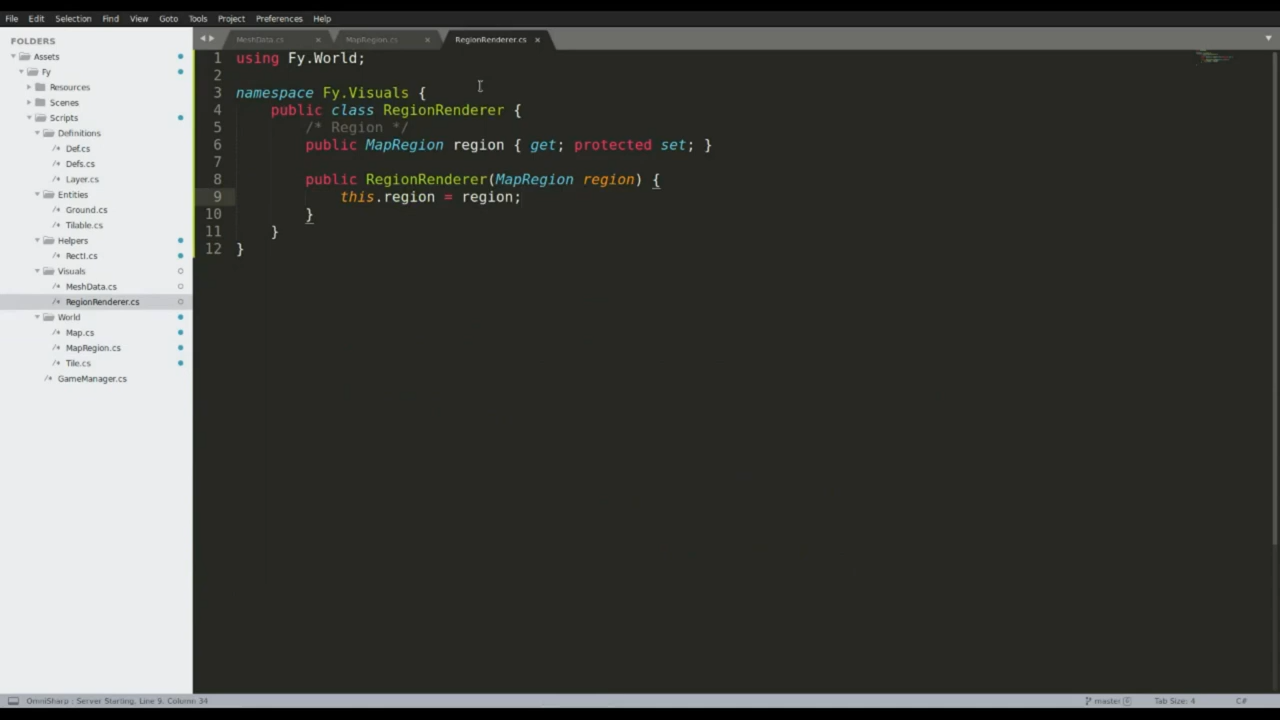 File Edit Selection Find View Goto Tools Project Preferences Help
FOLDERS
Assets
Fy
Resources
Scenes
Scripts
Definitions
/* Def.cs
/* Defs.cs
/* Layer.cs
Entities
/* Ground.cs
/* Tilable.cs
Helpers
/* RectI.cs
Visuals
/* MeshData.cs
/* RegionRenderer.cs
World
/* Map.cs
/* MapRegion.cs
/* Tile.cs
/* GameManager.cs
MeshData.cs × MapRegion.cs × RegionRenderer.cs ×
1 using Fy.World;
2
3 namespace Fy.Visuals {
4 public class RegionRenderer {
5 /* Region */
6 public MapRegion region { get; protected set; }
7
8 public RegionRenderer(MapRegion region) {
9 this.region = region;
10 }
11 }
12 }
OmniSharp : Server Starting, Line 9, Column 34 master Tab Size: 4 C#